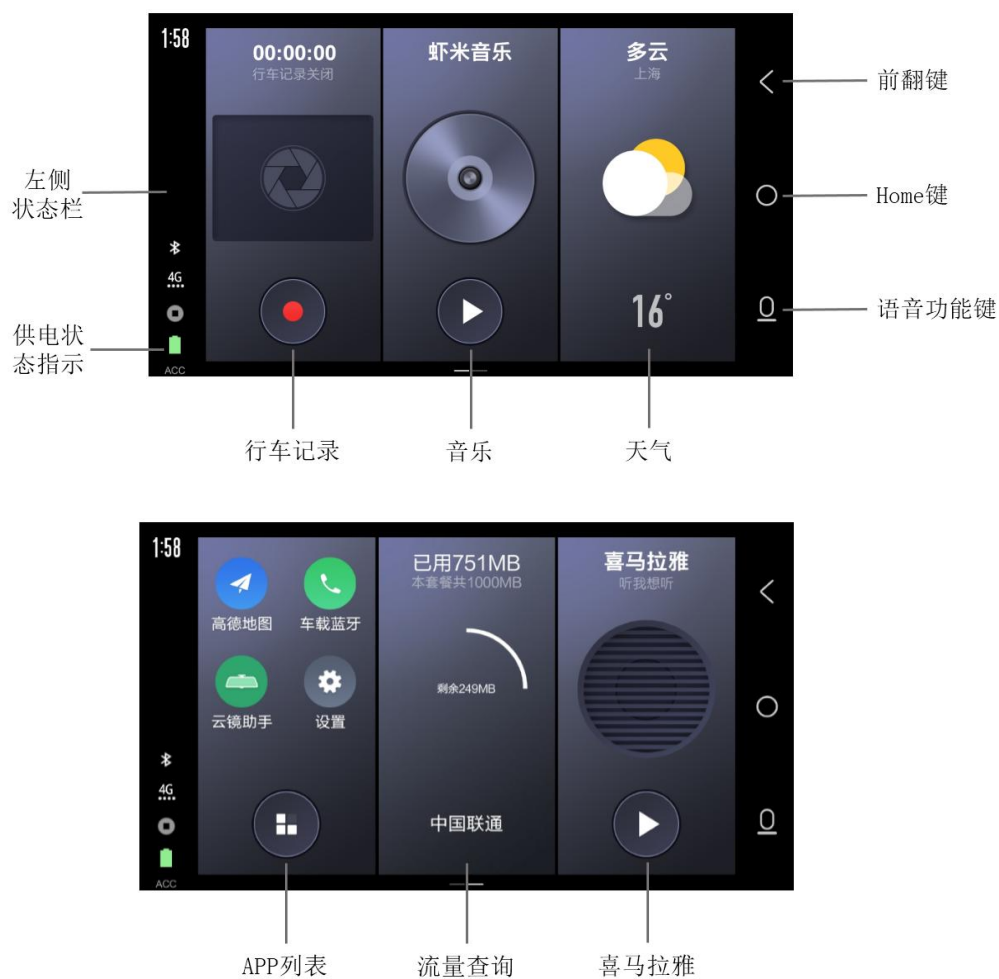 1:58
00:00:00
行车记录关闭
虾米音乐
多云
上海
前翻键
左侧
状态栏
Home键
4G
16°
语音功能键
供电状
态指示
ACC
行车记录
音乐
天气
1:58
高德地图
车载蓝牙
云镜助手
设置
已用751MB
本套餐共1000MB
剩余249MB
中国联通
喜马拉雅
听我想听
4G
ACC
APP列表
流量查询
喜马拉雅